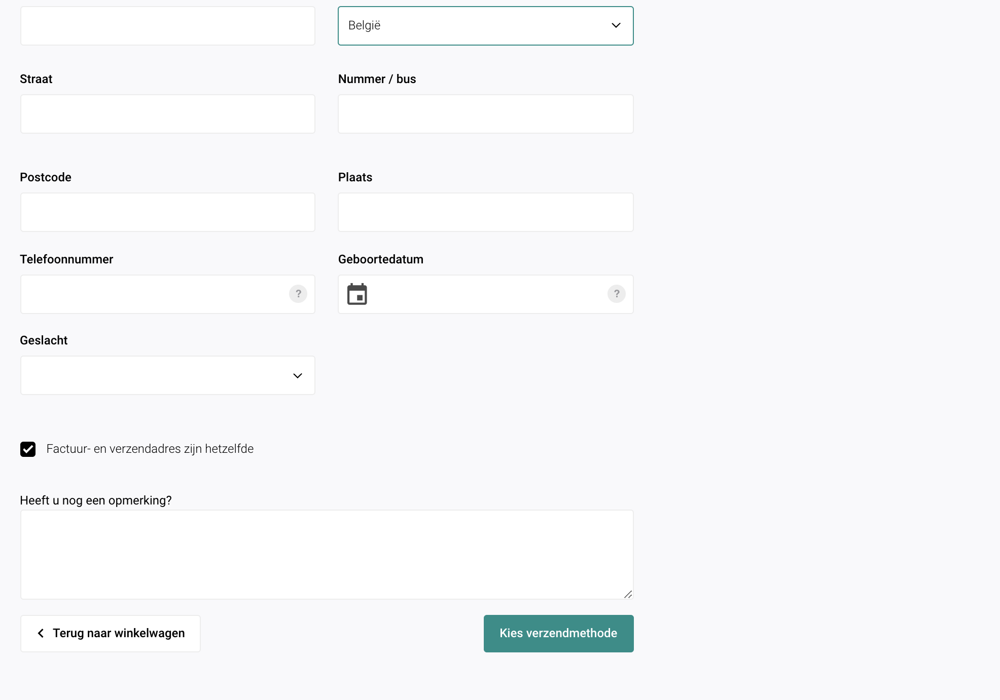 België
Straat
Nummer / bus
Postcode
Plaats
Telefoonnummer
Geboortedatum
?
?
Geslacht
Factuur- en verzendadres zijn hetzelfde
Heeft u nog een opmerking?
Terug naar winkelwagen
Kies verzendmethode